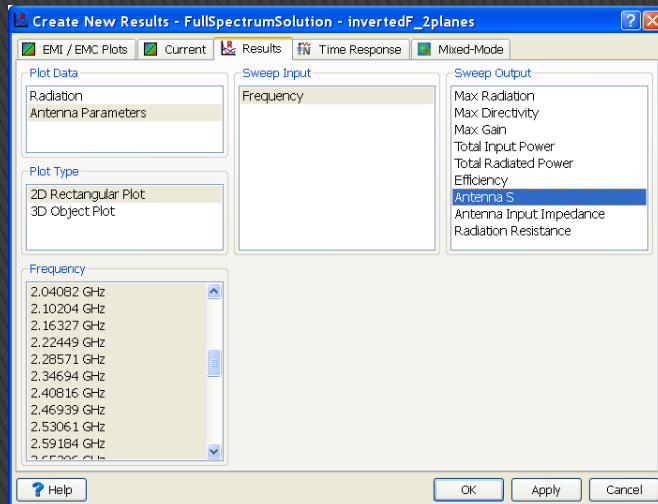 Create New Results - FullSpectrumSolution - invertedF_2planes
EMI / EMC Plots
Current
Results
Time Response
Mixed-Mode
Plot Data
Radiation
Antenna Parameters
Plot Type
2D Rectangular Plot
3D Object Plot
Frequency
2.04082 GHz
2.10204 GHz
2.16327 GHz
2.22449 GHz
2.28571 GHz
2.34694 GHz
2.40816 GHz
2.46939 GHz
2.53061 GHz
2.59184 GHz
Sweep Input
Frequency
Sweep Output
Max Radiation
Max Directivity
Max Gain
Total Input Power
Total Radiated Power
Efficiency
Antenna S
Antenna Input Impedance
Radiation Resistance
? Help
OK
Apply
Cancel